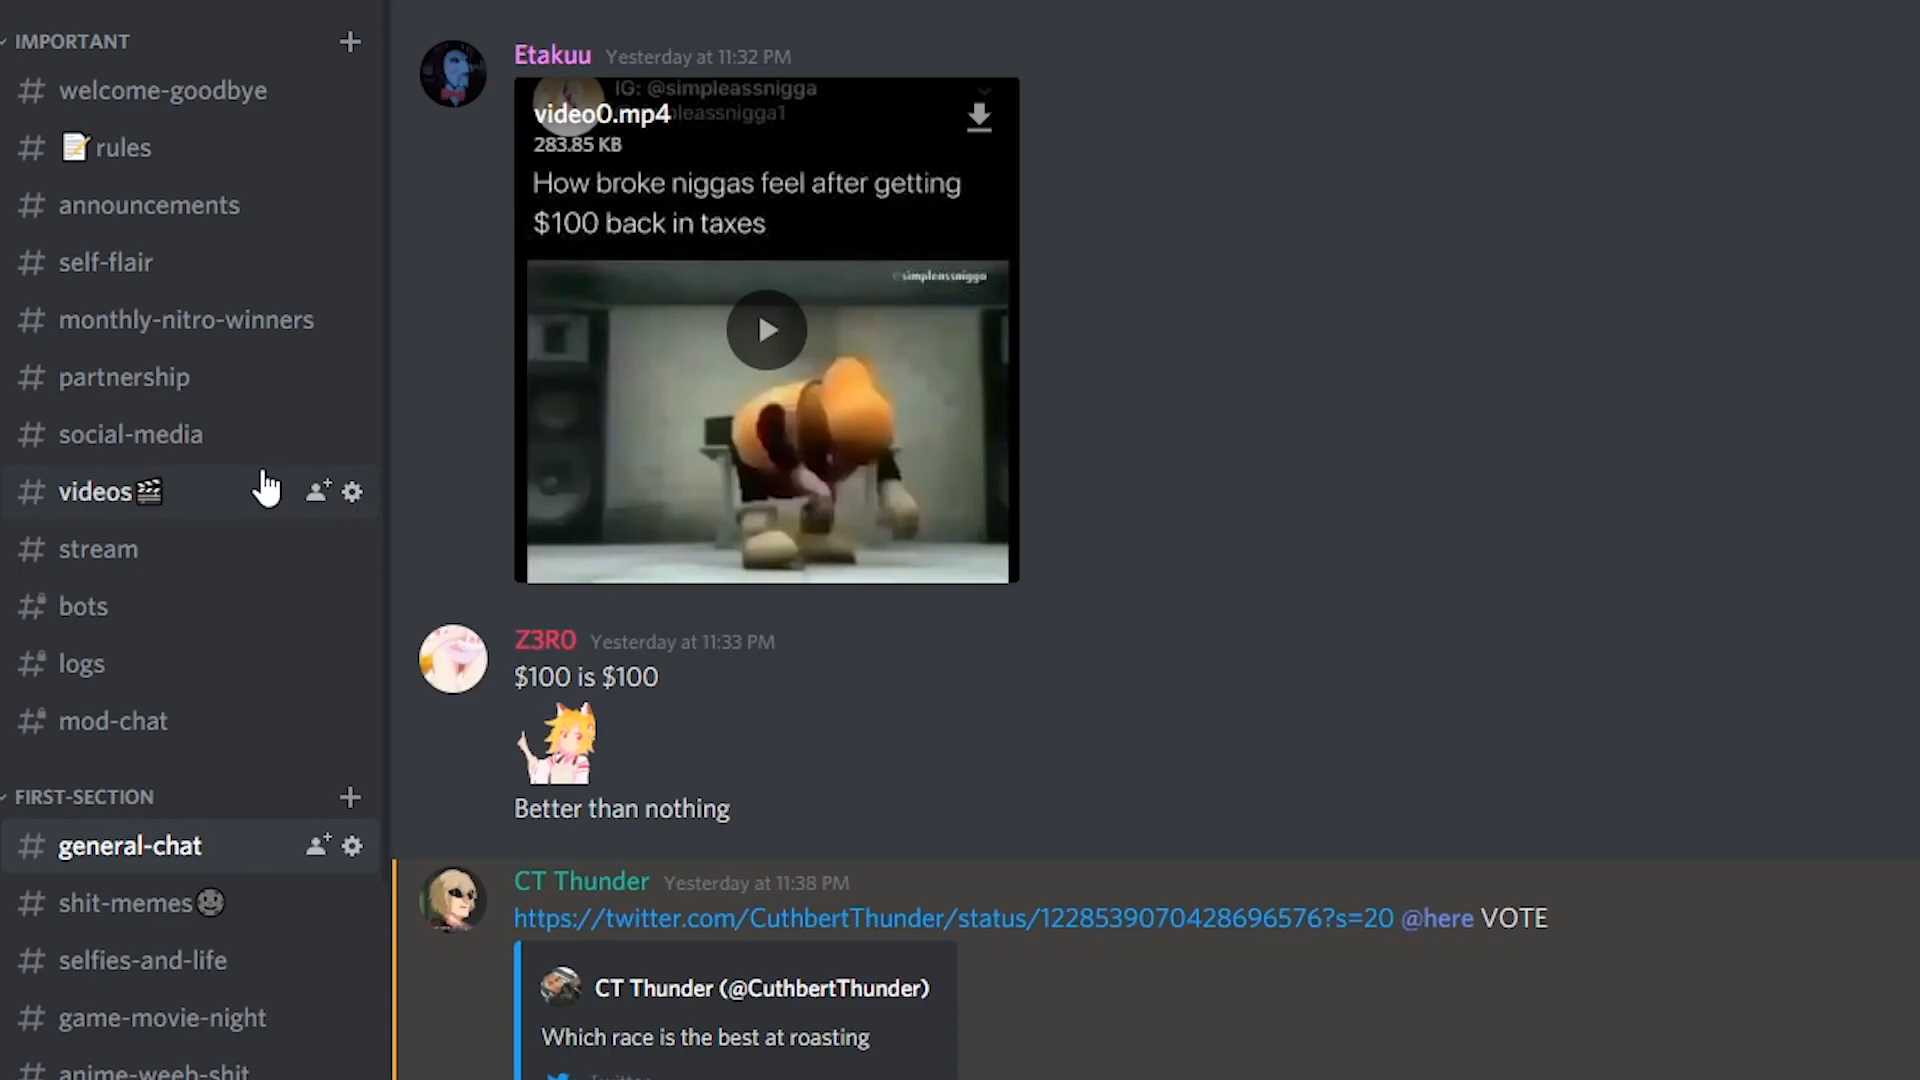 IMPORTANT
welcome-goodbye
rules
announcements
self-flair
monthly-nitro-winners
partnership
social-media
videos
stream
bots
logs
mod-chat
FIRST-SECTION
general-chat
shit-memes
selfies-and-life
game-movie-night
anime-weeb-shit
Etakuu Yesterday at 11:32 PM
IG: @simpleassnigga
video0.mp4
283.85 KB
How broke niggas feel after getting
$100 back in taxes
simpleassnigga
Z3R0 Yesterday at 11:33 PM
$100 is $100
Better than nothing
CT Thunder Yesterday at 11:38 PM
https://twitter.com/CuthbertThunder/status/1228539070428696576?s=20 @here VOTE
CT Thunder (@CuthbertThunder)
Which race is the best at roasting
Twitter